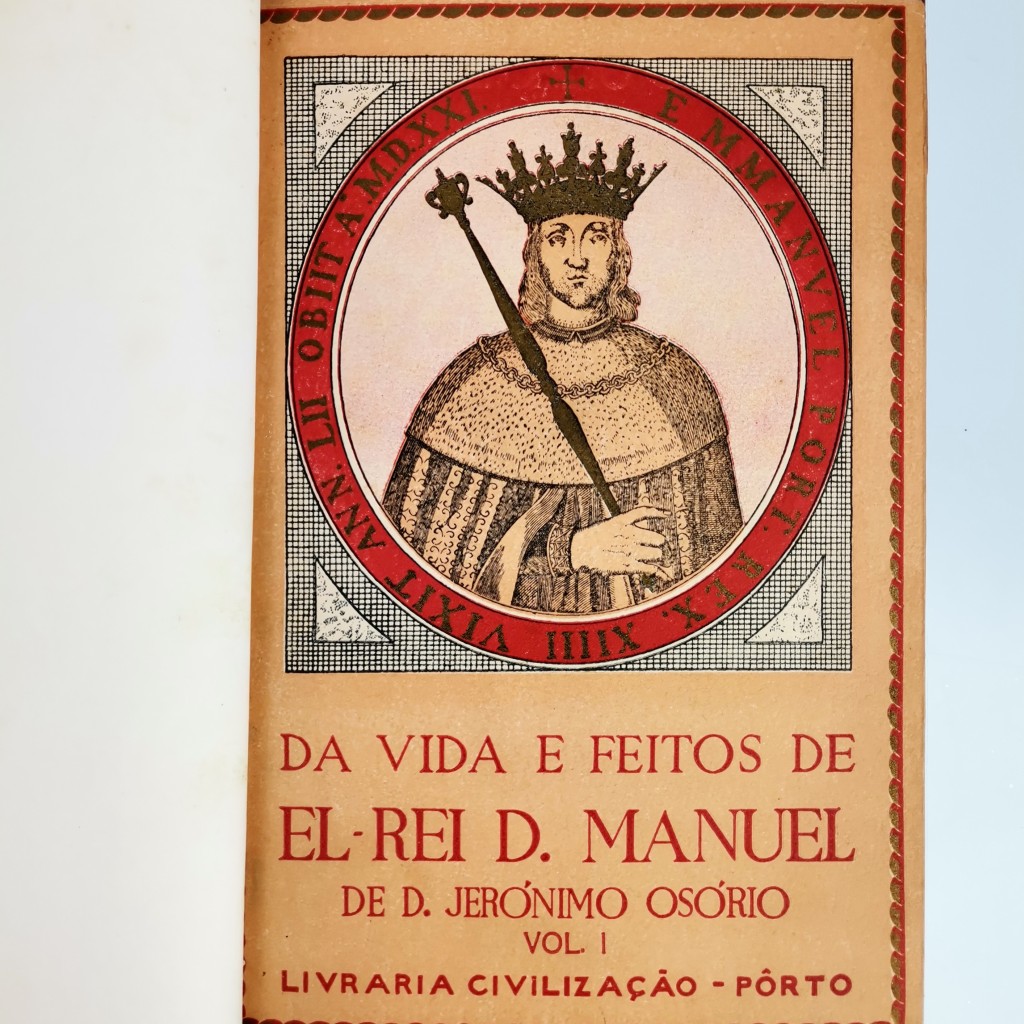 ✝ EMMANVEL PORT. REX. XIIII VIXIT ANN. LII OBIIT A. MDXXI.
DA VIDA E FEITOS DE
EL-REI D. MANUEL
DE D. JERÓNIMO OSÓRIO
VOL. I
LIVRARIA CIVILIZAÇÃO - PÔRTO